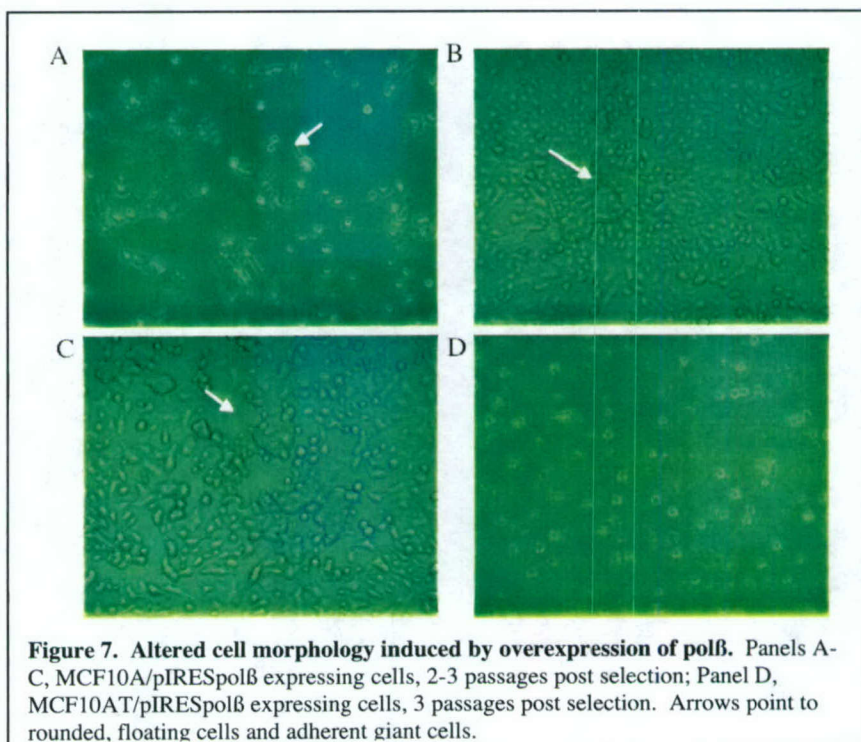 A
B
C
D
Figure 7. Altered cell morphology induced by overexpression of polß. Panels A-
C, MCF10A/pIRESpolß expressing cells, 2-3 passages post selection; Panel D,
MCF10AT/pIRESpolß expressing cells, 3 passages post selection. Arrows point to
rounded, floating cells and adherent giant cells.